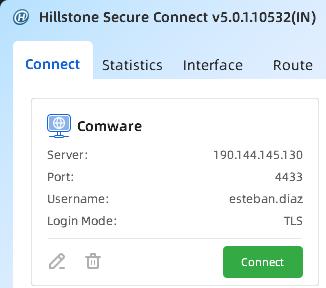 Hillstone Secure Connect v5.0.1.10532(IN)
Connect Statistics Interface Route
Comware
Server: 190.144.145.130
Port: 4433
Username: esteban.diaz
Login Mode: TLS
Connect